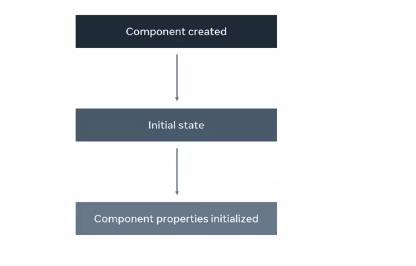 Component created
Initial state
Component properties initialized